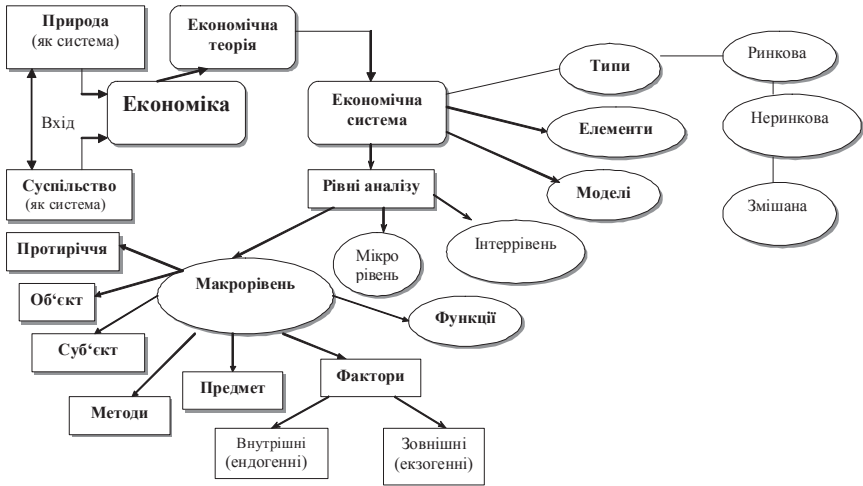 Природа
(як система)
Економічна
теорія
Економіка
Вхід
Суспільство
(як система)
Економічна
система
Типи
Елементи
Моделі
Ринкова
Неринкова
Змішана
Рівні аналізу
Мікро
рівень
Інтеррівень
Протиріччя
Макрорівень
Об‘єкт
Суб‘єкт
Функції
Методи
Предмет
Фактори
Внутрішні
(ендогенні)
Зовнішні
(екзогенні)